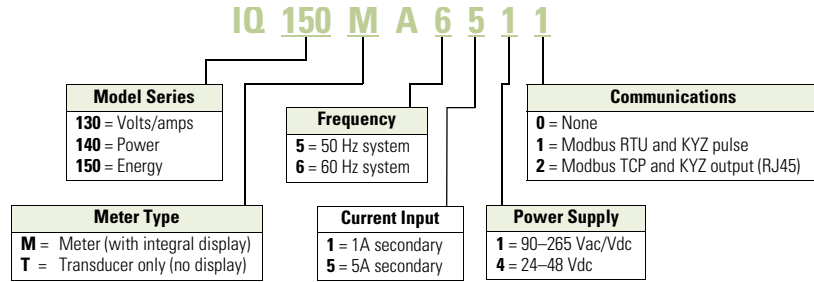 IQ 150 M A 6 5 1 1
Model Series
130 = Volts/amps
140 = Power
150 = Energy
Frequency
5 = 50 Hz system
6 = 60 Hz system
Communications
0 = None
1 = Modbus RTU and KYZ pulse
2 = Modbus TCP and KYZ output (RJ45)
Meter Type
M = Meter (with integral display)
T = Transducer only (no display)
Current Input
1 = 1A secondary
5 = 5A secondary
Power Supply
1 = 90–265 Vac/Vdc
4 = 24–48 Vdc